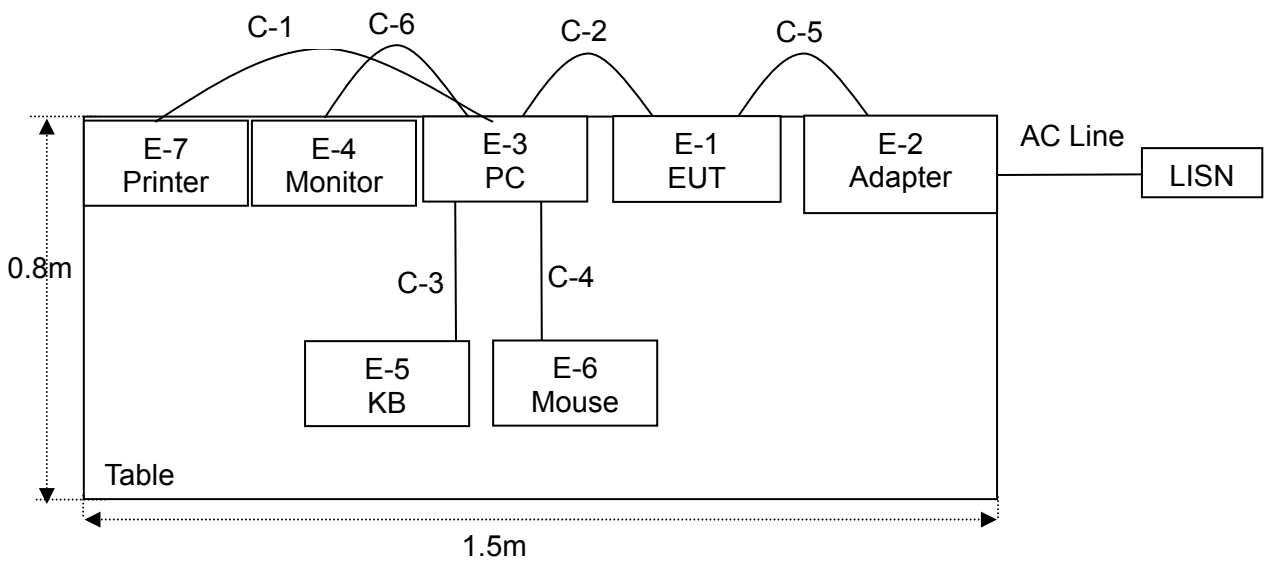 C-1
C-6
C-2
C-5
E-7
Printer
E-4
Monitor
E-3
PC
E-1
EUT
E-2
Adapter
AC Line
LISN
0.8m
C-3
C-4
E-5
KB
E-6
Mouse
Table
1.5m